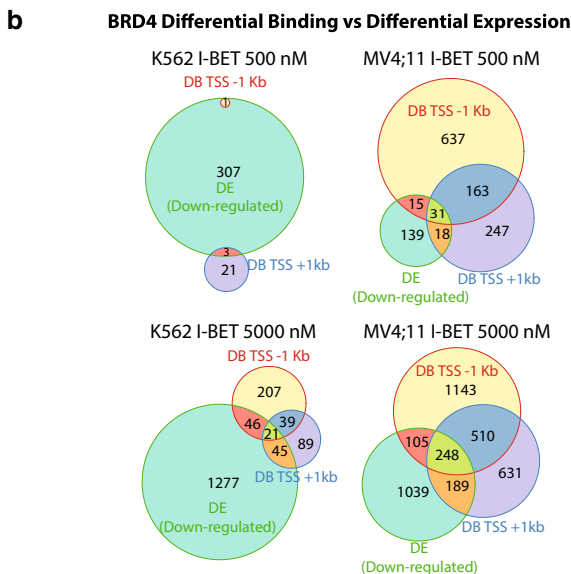 b
BRD4 Differential Binding vs Differential Expression
K562 I-BET 500 nM
DB TSS -1 Kb
1
307
DE
(Down-regulated)
3
21
DB TSS +1kb
MV4;11 I-BET 500 nM
DB TSS -1 Kb
637
163
15
31
139
18
247
DE
(Down-regulated)
DB TSS +1kb
K562 I-BET 5000 nM
DB TSS -1 Kb
207
46
39
21
45
89
DB TSS +1kb
1277
DE
(Down-regulated)
MV4;11 I-BET 5000 nM
DB TSS -1 Kb
1143
105
510
248
631
1039
189
DB TSS +1kb
DE
(Down-regulated)